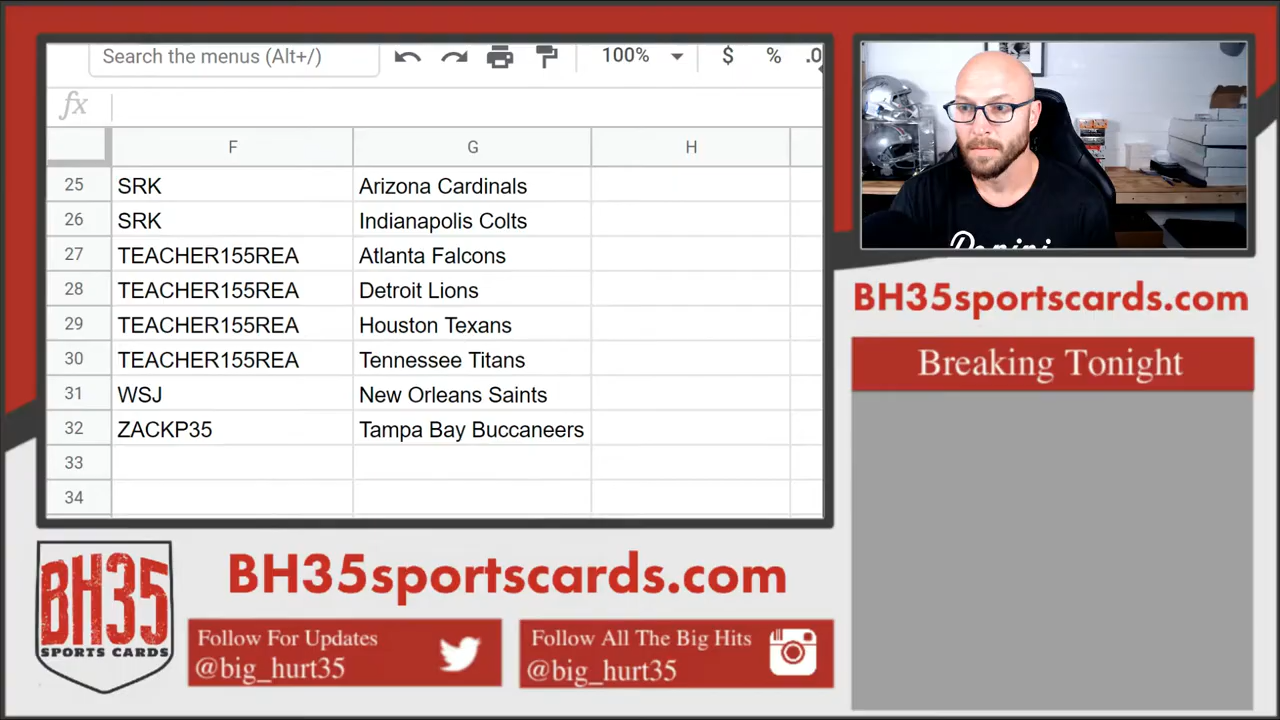 Search the menus (Alt+/)
100%
$ % .0
fx
F G H
25 SRK Arizona Cardinals
26 SRK Indianapolis Colts
27 TEACHER155REA Atlanta Falcons
28 TEACHER155REA Detroit Lions
29 TEACHER155REA Houston Texans
30 TEACHER155REA Tennessee Titans
31 WSJ New Orleans Saints
32 ZACKP35 Tampa Bay Buccaneers
33
34
Panini
BH35sportscards.com
Breaking Tonight
BH35
SPORTS CARDS
BH35sportscards.com
Follow For Updates
@big_hurt35
Follow All The Big Hits
@big_hurt35